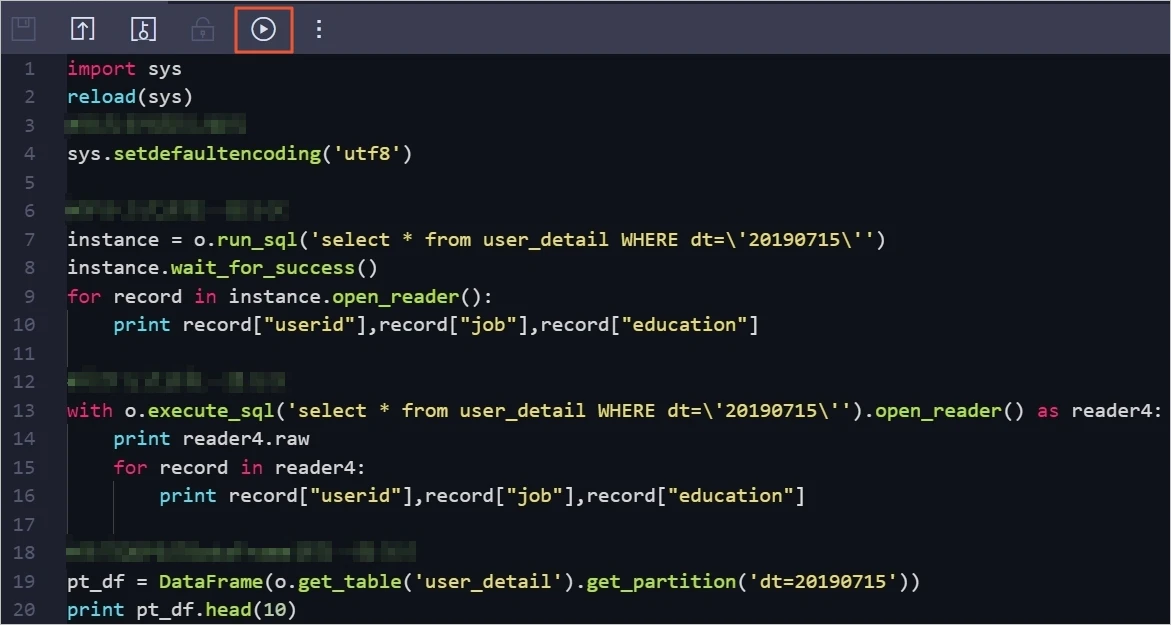 1 import sys
2 reload(sys)
3
4 sys.setdefaultencoding('utf8')
5
6
7 instance = o.run_sql('select * from user_detail WHERE dt=\'20190715\'')
8 instance.wait_for_success()
9 for record in instance.open_reader():
10     print record["userid"],record["job"],record["education"]
11
12
13 with o.execute_sql('select * from user_detail WHERE dt=\'20190715\'').open_reader() as reader4:
14     print reader4.raw
15     for record in reader4:
16         print record["userid"],record["job"],record["education"]
17
18
19 pt_df = DataFrame(o.get_table('user_detail').get_partition('dt=20190715'))
20 print pt_df.head(10)